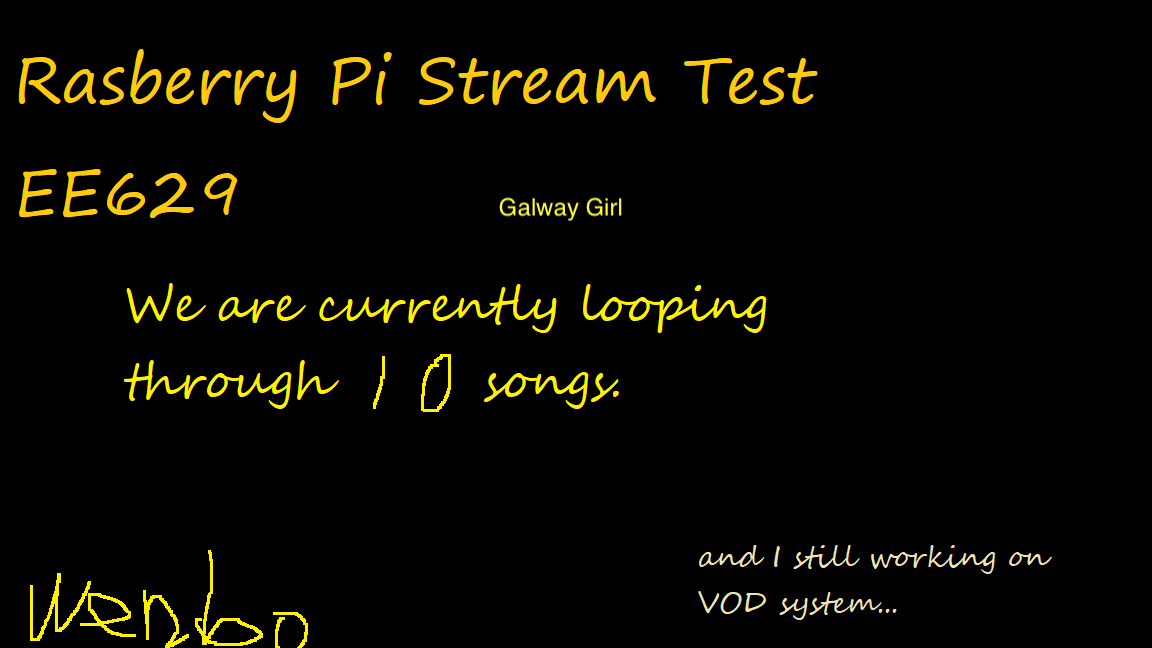 Rasberry Pi Stream Test
EE629
Galway Girl
We are currently looping
through 10 songs.
and I still working on
VOD system...
wenbo